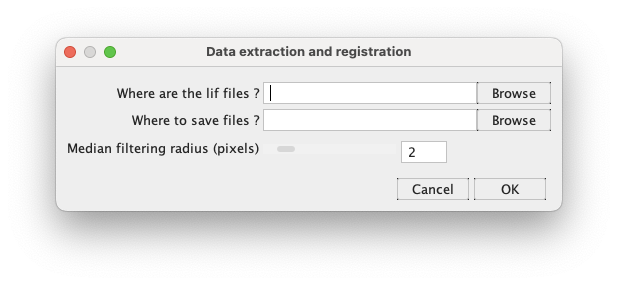 Data extraction and registration
Where are the lif files ? Browse
Where to save files ? Browse
Median filtering radius (pixels) 2
Cancel OK